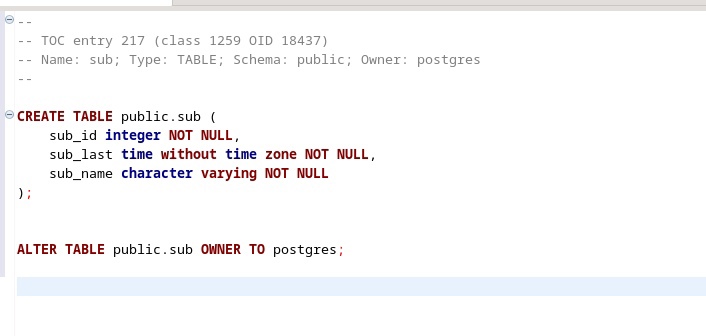 --
-- TOC entry 217 (class 1259 OID 18437)
-- Name: sub; Type: TABLE; Schema: public; Owner: postgres
--
CREATE TABLE public.sub (
    sub_id integer NOT NULL,
    sub_last time without time zone NOT NULL,
    sub_name character varying NOT NULL
);
ALTER TABLE public.sub OWNER TO postgres;